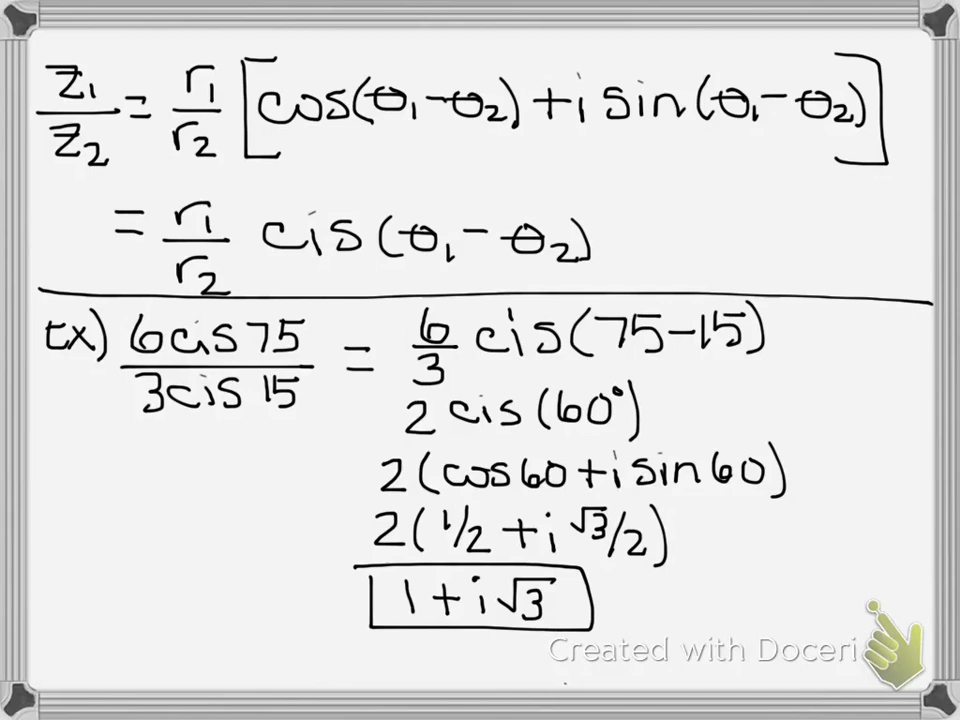 z₁/z₂ = r₁/r₂ [cos(θ₁-θ₂) + i sin(θ₁-θ₂)]
= r₁/r₂ cis(θ₁-θ₂)
Ex) 6cis75/3cis15 = 6/3 cis(75-15)
2 cis(60°)
2(cos60+i sin60)
2(1/2 + i √3/2)
1+i√3
Created with Doceri